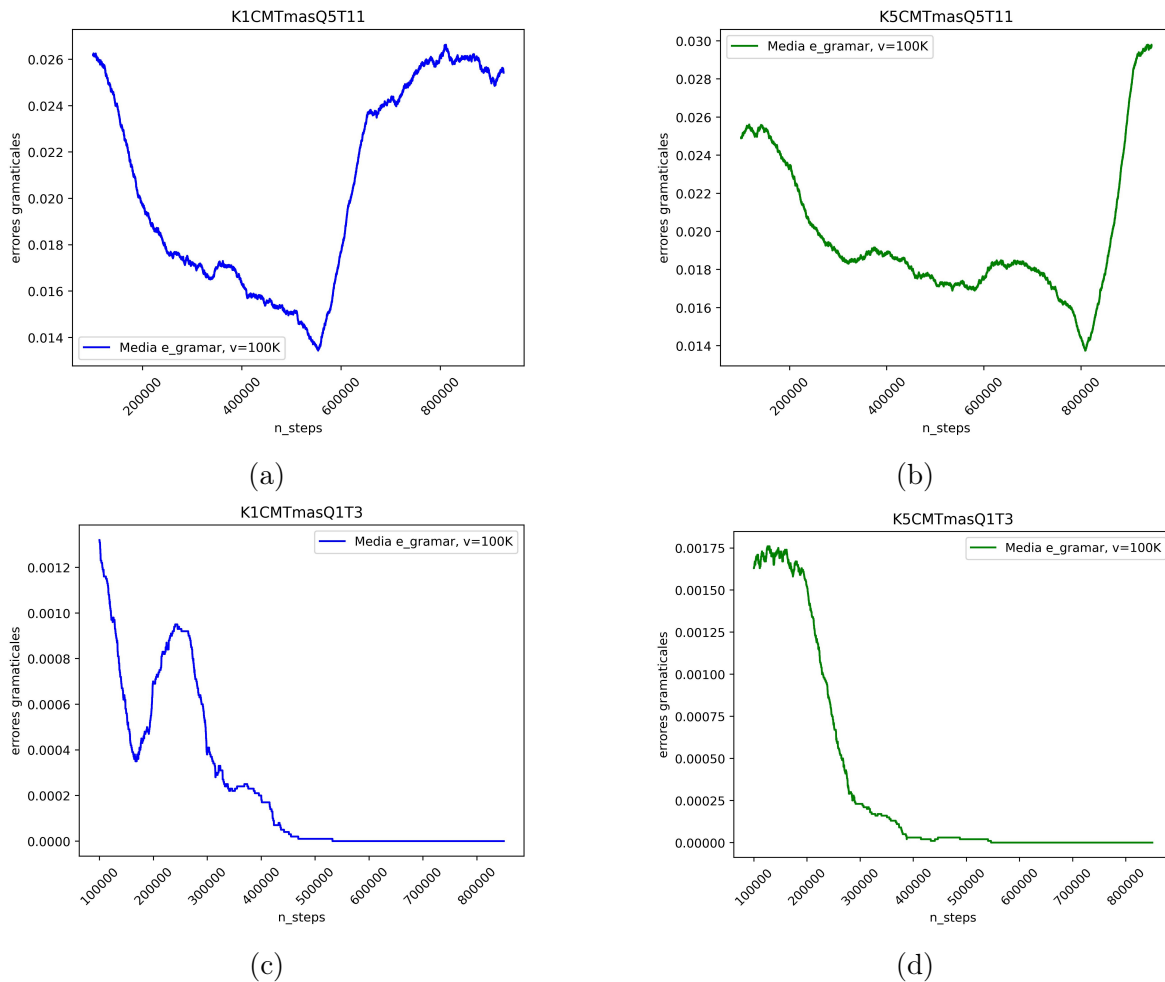 K1CMTmasQ5T11
errores gramaticales
0.026
0.024
0.022
0.020
0.018
0.016
0.014
Media e_gramar, v=100K
200000
400000
600000
800000
n_steps
(a)
K5CMTmasQ5T11
errores gramaticales
0.030
0.028
0.026
0.024
0.022
0.020
0.018
0.016
0.014
Media e_gramar, v=100K
200000
400000
600000
800000
n_steps
(b)
K1CMTmasQ1T3
errores gramaticales
0.0012
0.0010
0.0008
0.0006
0.0004
0.0002
0.0000
Media e_gramar, v=100K
100000
200000
300000
400000
500000
600000
700000
800000
n_steps
(c)
K5CMTmasQ1T3
errores gramaticales
0.00175
0.00150
0.00125
0.00100
0.00075
0.00050
0.00025
0.00000
Media e_gramar, v=100K
100000
200000
300000
400000
500000
600000
700000
800000
n_steps
(d)